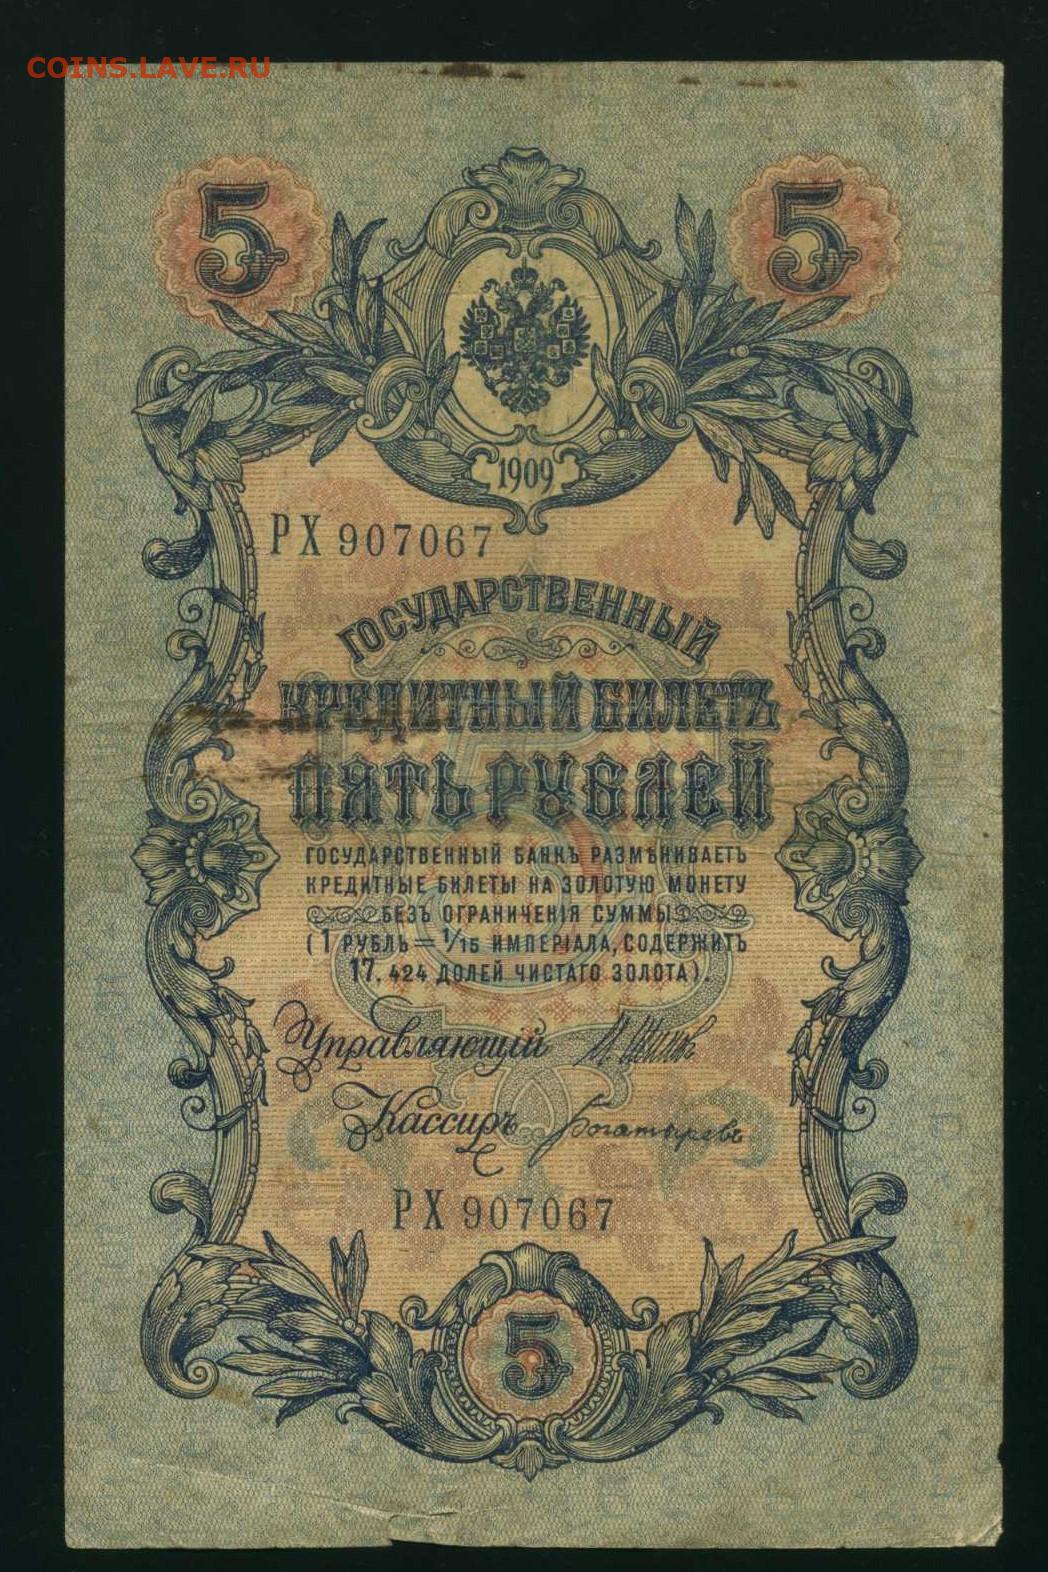 COINS.LAVE.RU
5 5
1909
РХ 907067
ГОСУДАРСТВЕННЫЙ
КРЕДИТНЫЙ БИЛЕТЪ
ПЯТЬ РУБЛЕЙ
ГОСУДАРСТВЕННЫЙ БАНКЪ РАЗМѢНИВАЕТЪ
КРЕДИТНЫЕ БИЛЕТЫ НА ЗОЛОТУЮ МОНЕТУ
БЕЗЪ ОГРАНИЧЕНІЯ СУММЫ
(1 РУБЛЬ = 1/15 ИМПЕРІАЛА, СОДЕРЖИТЪ
17,424 ДОЛЕЙ ЧИСТАГО ЗОЛОТА).
Управляющій И. Шиповъ
Кассиръ Богатыревъ
РХ 907067
5